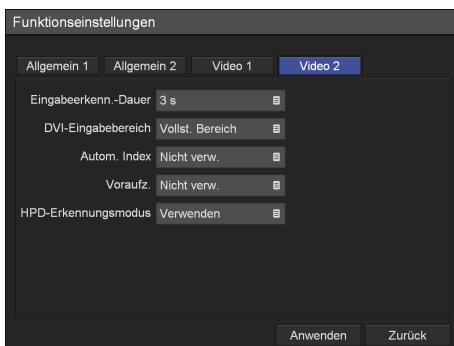 Funktionseinstellungen
Allgemein 1 Allgemein 2 Video 1 Video 2
Eingabeerkenn.-Dauer 3 s
DVI-Eingabebereich Vollst. Bereich
Autom. Index Nicht verw.
Voraufz. Nicht verw.
HPD-Erkennungsmodus Verwenden
Anwenden Zurück